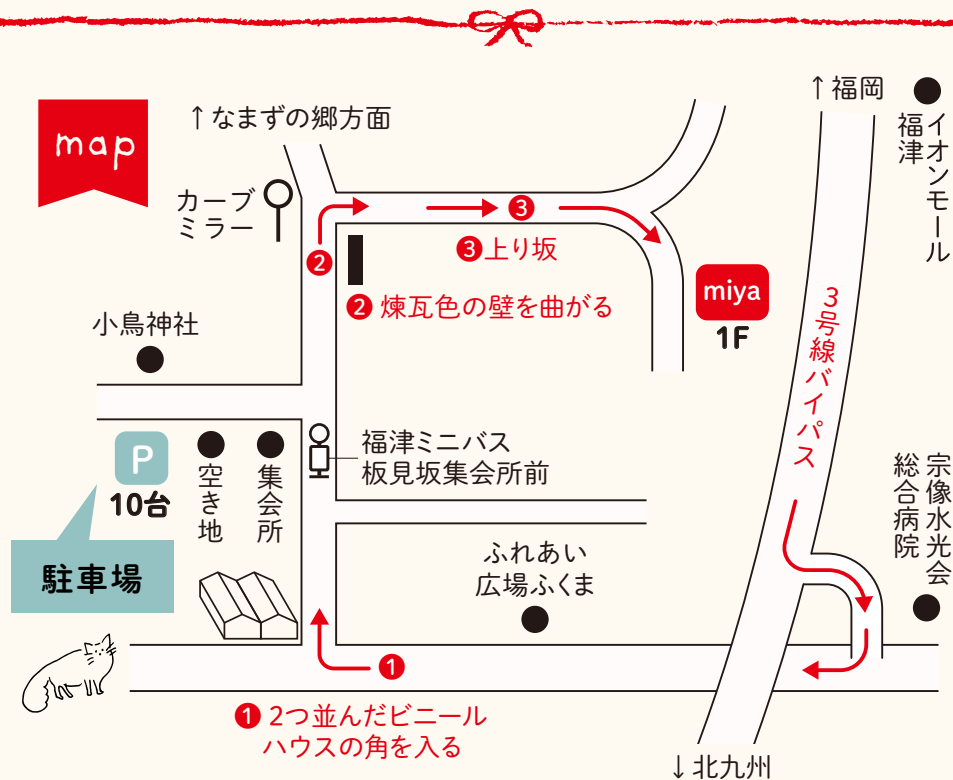 map
↑なまずの郷方面
↑福岡
イオンモール
福津
カーブ
ミラー
❸
❸上り坂
❷
❷ 煉瓦色の壁を曲がる
miya
1F
3号線バイパス
小鳥神社
P
10台
空き地
集会所
福津ミニバス
板見坂集会所前
宗像水光会
総合病院
駐車場
ふれあい
広場ふくま
❶
❶ 2つ並んだビニール
ハウスの角を入る
↓北九州